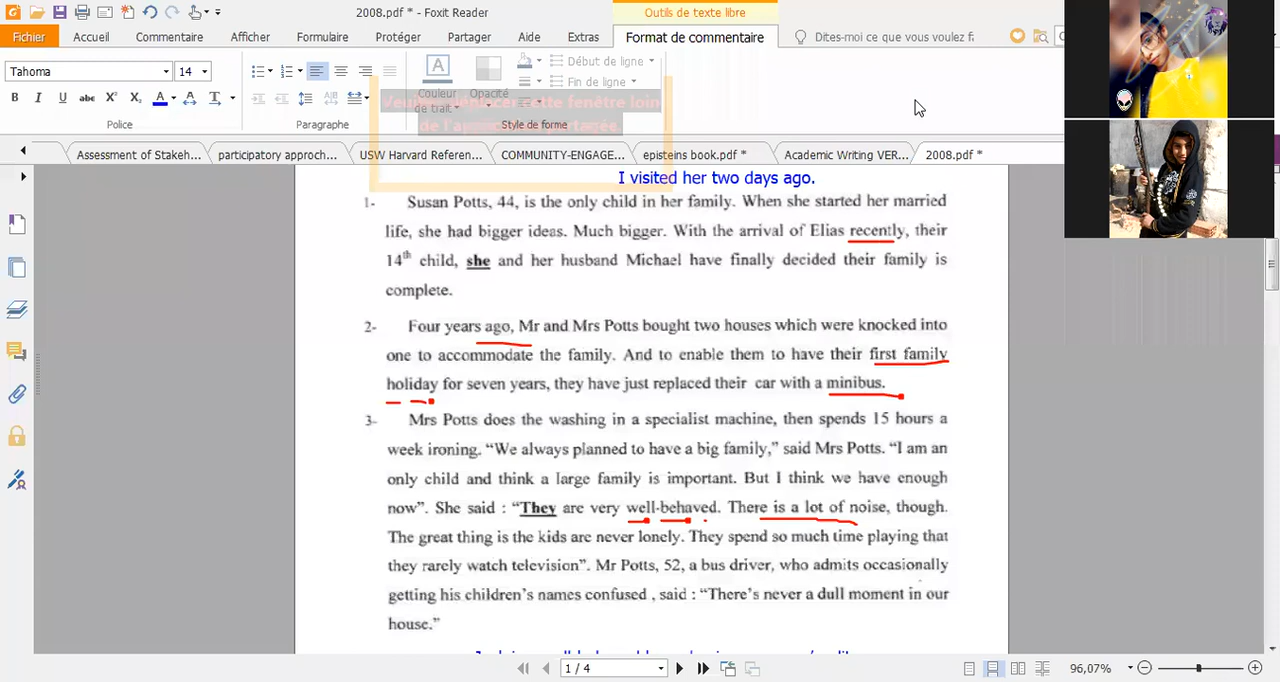 2008.pdf * - Foxit Reader
Outils de texte libre
Fichier Accueil Commentaire Afficher Formulaire Protéger Partager Aide Extras Format de commentaire Dites-moi ce que vous voulez f
Tahoma 14 Début de ligne
Fin de ligne
Couleur de trait Opacité
Police Paragraphe Style de forme
Assessment of Stakeh... participatory approch... USW Harvard Referen... COMMUNITY-ENGAGE... episteins book.pdf * Academic Writing VER... 2008.pdf *
I visited her two days ago.
1- Susan Potts, 44, is the only child in her family. When she started her married
life, she had bigger ideas. Much bigger. With the arrival of Elias recently, their
14th child, she and her husband Michael have finally decided their family is
complete.
2- Four years ago, Mr and Mrs Potts bought two houses which were knocked into
one to accommodate the family. And to enable them to have their first family
holiday for seven years, they have just replaced their car with a minibus.
3- Mrs Potts does the washing in a specialist machine, then spends 15 hours a
week ironing. “We always planned to have a big family,” said Mrs Potts. “I am an
only child and think a large family is important. But I think we have enough
now”. She said : “They are very well-behaved. There is a lot of noise, though.
The great thing is the kids are never lonely. They spend so much time playing that
they rarely watch television”. Mr Potts, 52, a bus driver, who admits occasionally
getting his children’s names confused , said : “There’s never a dull moment in our
house.”
1 / 4 96,07%